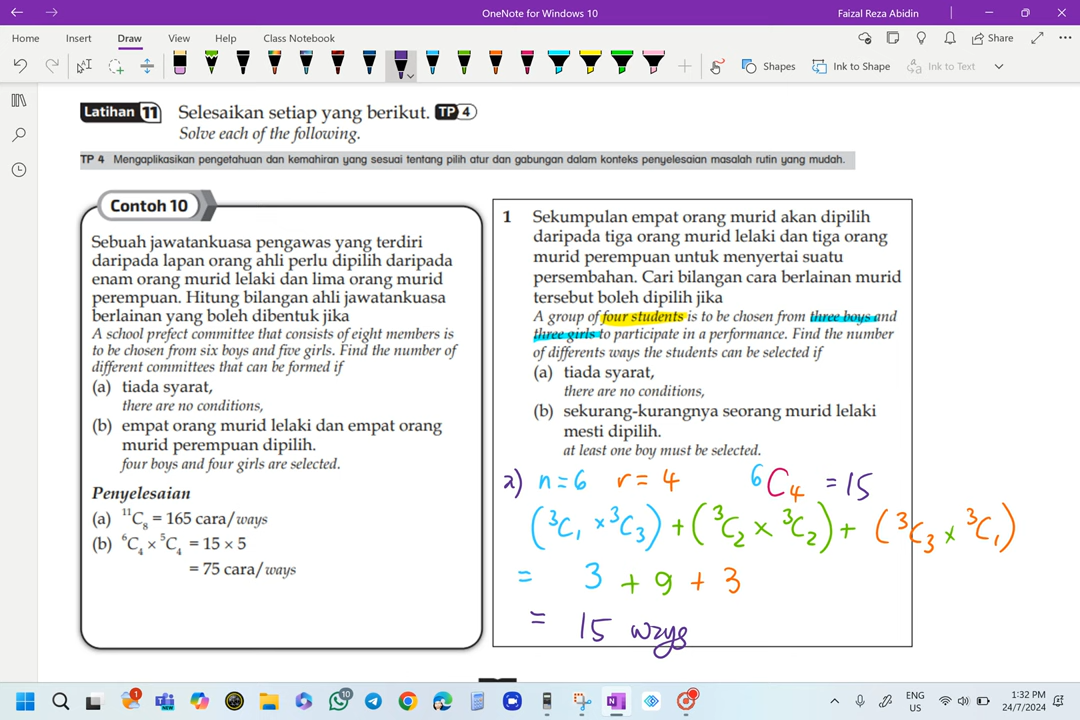 OneNote for Windows 10
Faizal Reza Abidin
Home Insert Draw View Help Class Notebook
Share
Shapes Ink to Shape Ink to Text
Latihan 11 Selesaikan setiap yang berikut. TP 4
Solve each of the following.
TP 4 Mengaplikasikan pengetahuan dan kemahiran yang sesuai tentang pilih atur dan gabungan dalam konteks penyelesaian masalah rutin yang mudah.
Contoh 10
Sebuah jawatankuasa pengawas yang terdiri
daripada lapan orang ahli perlu dipilih daripada
enam orang murid lelaki dan lima orang murid
perempuan. Hitung bilangan ahli jawatankuasa
berlainan yang boleh dibentuk jika
A school prefect committee that consists of eight members is
to be chosen from six boys and five girls. Find the number of
different committees that can be formed if
(a) tiada syarat,
there are no conditions,
(b) empat orang murid lelaki dan empat orang
murid perempuan dipilih.
four boys and four girls are selected.
Penyelesaian
(a) ¹¹C₈ = 165 cara/ways
(b) ⁶C₄ × ⁵C₄ = 15 × 5
= 75 cara/ways
1 Sekumpulan empat orang murid akan dipilih
daripada tiga orang murid lelaki dan tiga orang
murid perempuan untuk menyertai suatu
persembahan. Cari bilangan cara berlainan murid
tersebut boleh dipilih jika
A group of four students is to be chosen from three boys and
three girls to participate in a performance. Find the number
of differents ways the students can be selected if
(a) tiada syarat,
there are no conditions,
(b) sekurang-kurangnya seorang murid lelaki
mesti dipilih.
at least one boy must be selected.
a) n=6 r=4 ⁶C₄ = 15
(³C₁ × ³C₃) + (³C₂ × ³C₂) + (³C₃ × ³C₁)
= 3 + 9 + 3
= 15 ways
1
10
ENG
US
1:32 PM
24/7/2024